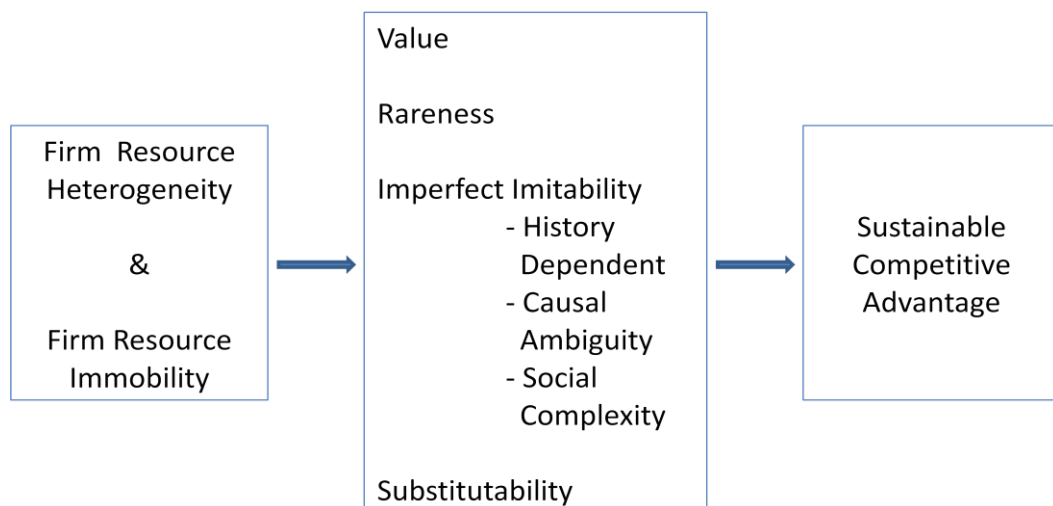 Firm Resource
Heterogeneity
&
Firm Resource
Immobility
Value
Rareness
Imperfect Imitability
- History
Dependent
- Causal
Ambiguity
- Social
Complexity
Substitutability
Sustainable
Competitive
Advantage